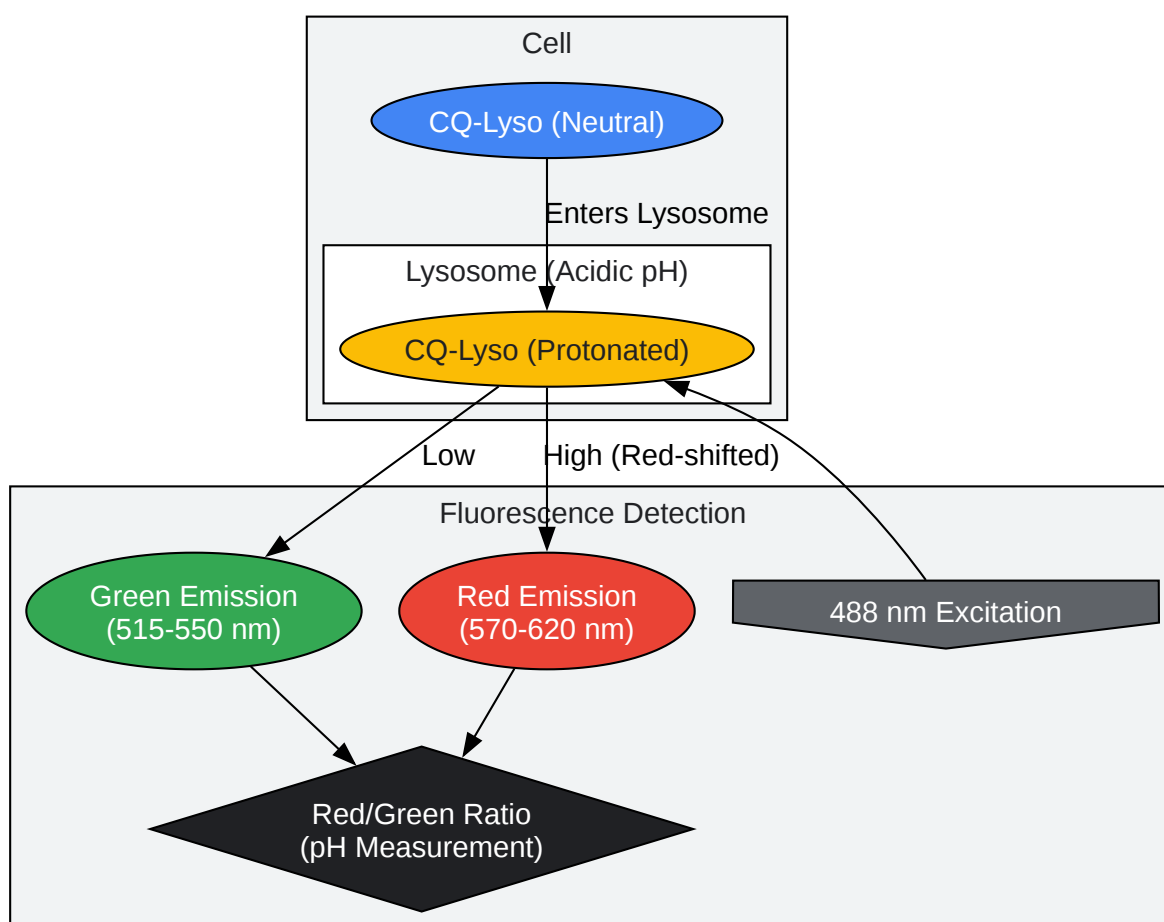 Cell
CQ-Lyso (Neutral)
Enters Lysosome
Lysosome (Acidic pH)
CQ-Lyso (Protonated)
Low
High (Red-shifted)
Fluorescence Detection
Green Emission
(515-550 nm)
Red Emission
(570-620 nm)
488 nm Excitation
Red/Green Ratio
(pH Measurement)